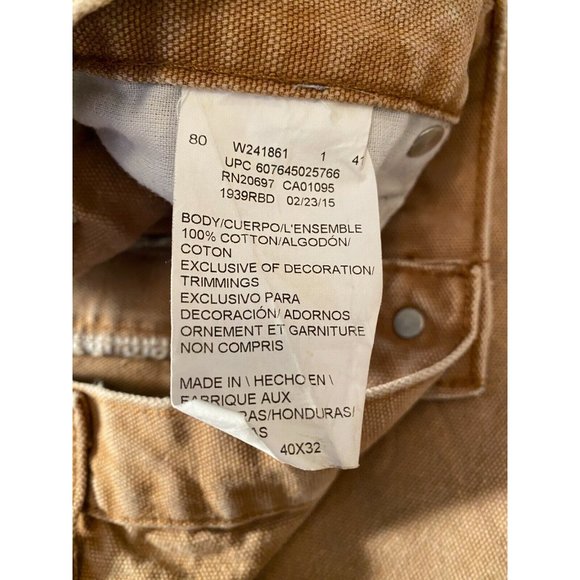 80 W241861 1 41
UPC 607645025766
RN20697 CA01095
1939RBD 02/23/15
BODY/CUERPO/L'ENSEMBLE
100% COTTON/ALGODÓN/
COTON
EXCLUSIVE OF DECORATION/
TRIMMINGS
EXCLUSIVO PARA
DECORACIÓN/ ADORNOS
ORNEMENT ET GARNITURE
NON COMPRIS
MADE IN \ HECHO EN \
FABRIQUE AUX
/HONDURAS/
40X32